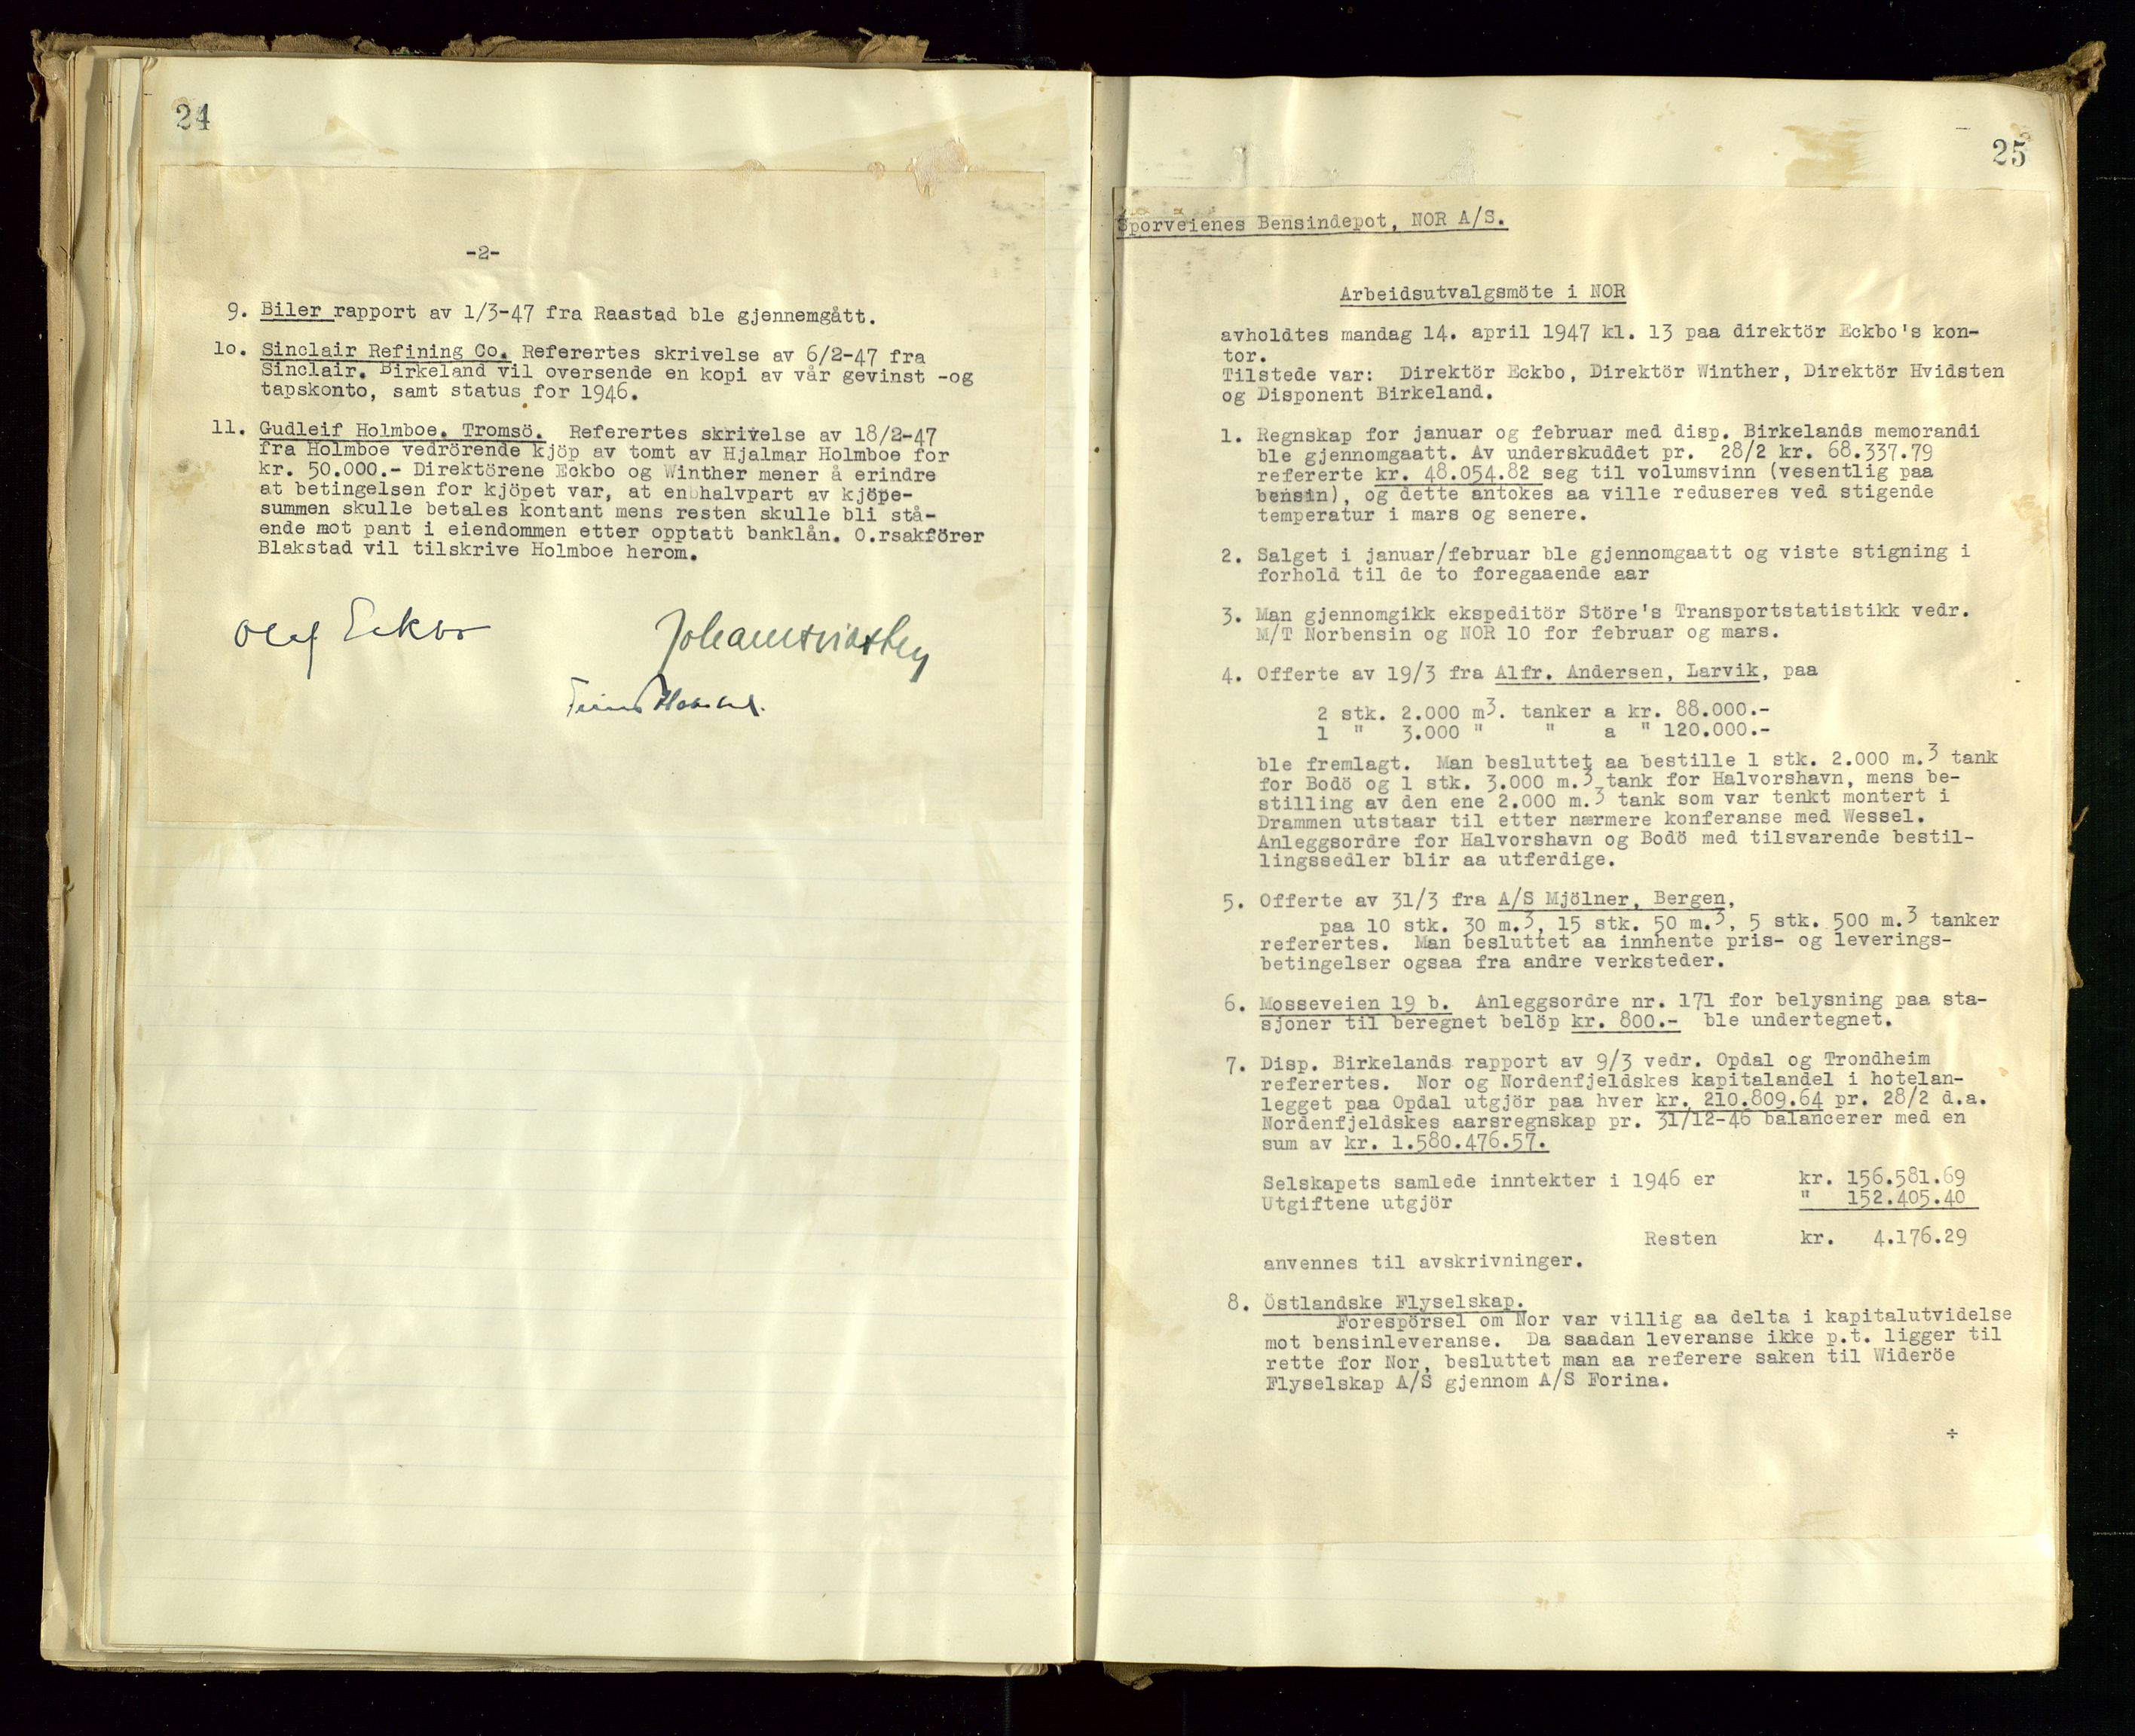 24
-2-
9. Biler rapport av 1/3-47 fra Raastad ble gjennemgått.
lo. Sinclair Refining Co. Referertes skrivelse av 6/2-47 fra
Sinclair. Birkeland vil oversende en kopi av vår gevinst -og
tapskonto, samt status for 1946.
11. Gudleif Holmboe. Tromsö. Referertes skrivelse av 18/2-47
fra Holmboe vedrörende kjöp av tomt av Hjalmar Holmboe for
kr. 50.000.- Direktörene Eckbo og Winther mener å erindre
at betingelsen for kjöpet var, at en halvpart av kjöpe-
summen skulle betales kontant mens resten skulle bli stå-
ende mot pant i eiendommen etter opptatt banklån. O.rsakförer
Blakstad vil tilskrive Holmboe herom.
Olaf Eckbo
25
Sporveienes Bensindepot, NOR A/S.
Arbeidsutvalgsmöte i NOR
avholdtes mandag 14. april 1947 kl. 13 paa direktör Eckbo's kon-
tor.
Tilstede var: Direktör Eckbo, Direktör Winther, Direktör Hvidsten
og Disponent Birkeland.
1. Regnskap for januar og februar med disp. Birkelands memorandi
ble gjennomgaatt. Av underskuddet pr. 28/2 kr. 68.337.79
refererte kr. 48.054.82 seg til volumsvinn (vesentlig paa
bensin), og dette antokes aa ville reduseres ved stigende
temperatur i mars og senere.
2. Salget i januar/februar ble gjennomgaatt og viste stigning i
forhold til de to foregaaende aar
3. Man gjennomgikk ekspeditör Störe's Transportstatistikk vedr.
M/T Norbensin og NOR 10 for februar og mars.
4. Offerte av 19/3 fra Alfr. Andersen, Larvik, paa
2 stk. 2.000 m3. tanker a kr. 88.000.-
1 " 3.000 " " a " 120.000.-
ble fremlagt. Man besluttet aa bestille 1 stk. 2.000 m.3 tank
for Bodö og 1 stk. 3.000 m.3 tank for Halvorshavn, mens be-
stilling av den ene 2.000 m.3 tank som var tenkt montert i
Drammen utstaar til etter nærmere konferanse med Wessel.
Anleggsordre for Halvorshavn og Bodö med tilsvarende bestil-
lingssedler blir aa utferdige.
5. Offerte av 31/3 fra A/S Mjölner, Bergen,
paa 10 stk. 30 m.3, 15 stk. 50 m.3, 5 stk. 500 m.3 tanker
referertes. Man besluttet aa innhente pris- og leverings-
betingelser ogsaa fra andre verksteder.
6. Mosseveien 19 b. Anleggsordre nr. 171 for belysning paa sta-
sjoner til beregnet belöp kr. 800.- ble undertegnet.
7. Disp. Birkelands rapport av 9/3 vedr. Opdal og Trondheim
referertes. Nor og Nordenfjeldskes kapitalandel i hotelan-
legget paa Opdal utgjör paa hver kr. 210.809.64 pr. 28/2 d.a.
Nordenfjeldskes aarsregnskap pr. 31/12-46 balancerer med en
sum av kr. 1.580.476.57.
Selskapets samlede inntekter i 1946 er kr. 156.581.69
Utgiftene utgjör " 152.405.40
Resten kr. 4.176.29
anvennes til avskrivninger.
8. Östlandske Flyselskap.
Forespörsel om Nor var villig aa delta i kapitalutvidelse
mot bensinleveranse. Da saadan leveranse ikke p.t. ligger til
rette for Nor, besluttet man aa referere saken til Wideröe
Flyselskap A/S gjennom A/S Forina.
÷